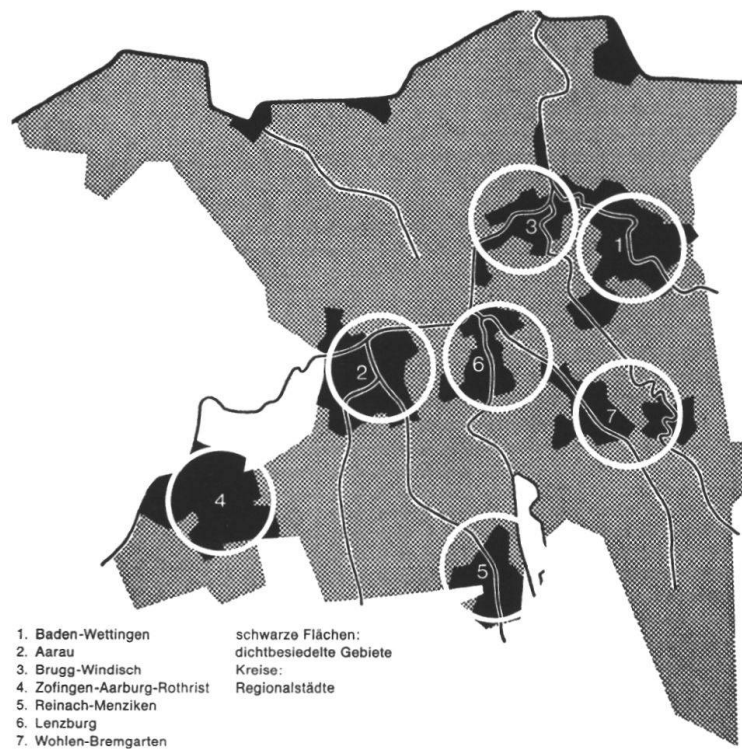 3
1
2
6
7
4
5
1. Baden-Wettingen
2. Aarau
3. Brugg-Windisch
4. Zofingen-Aarburg-Rothrist
5. Reinach-Menziken
6. Lenzburg
7. Wohlen-Bremgarten
schwarze Flächen:
dichtbesiedelte Gebiete
Kreise:
Regionalstädte